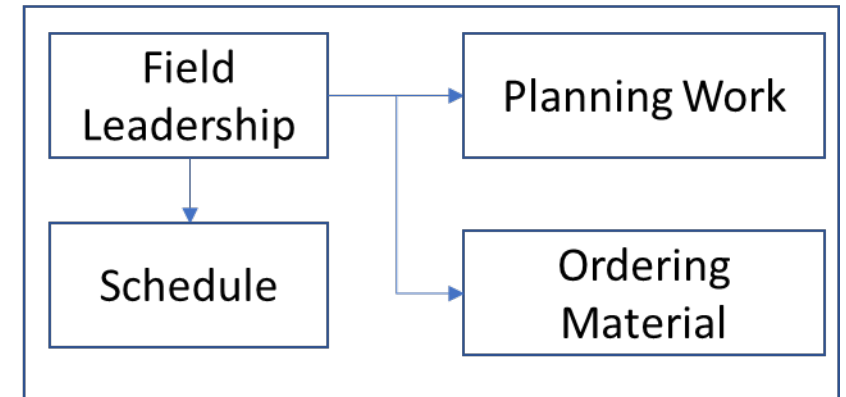 Field
Leadership
Planning Work
Schedule
Ordering
Material